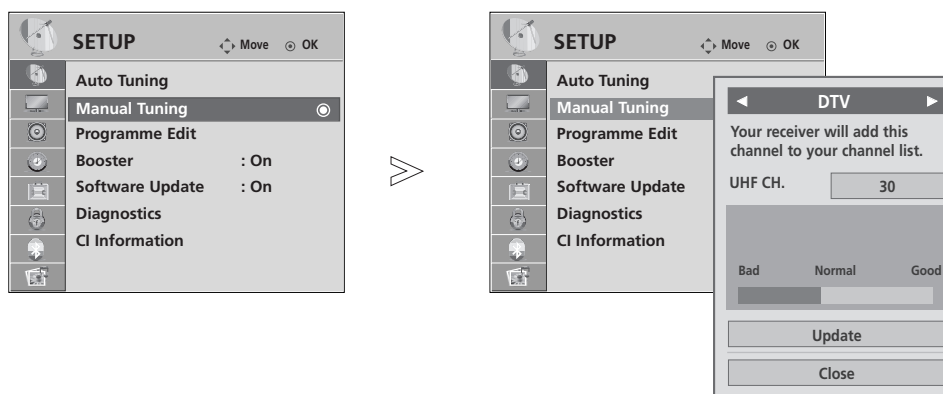 SETUP Move OK
Auto Tuning
Manual Tuning
Programme Edit
Booster : On
Software Update : On
Diagnostics
CI Information
SETUP Move OK
Auto Tuning
Manual Tuning
Programme Edit
Booster
Software Update
Diagnostics
CI Information
◄ DTV ►
Your receiver will add this
channel to your channel list.
UHF CH. 30
Bad Normal Good
Update
Close